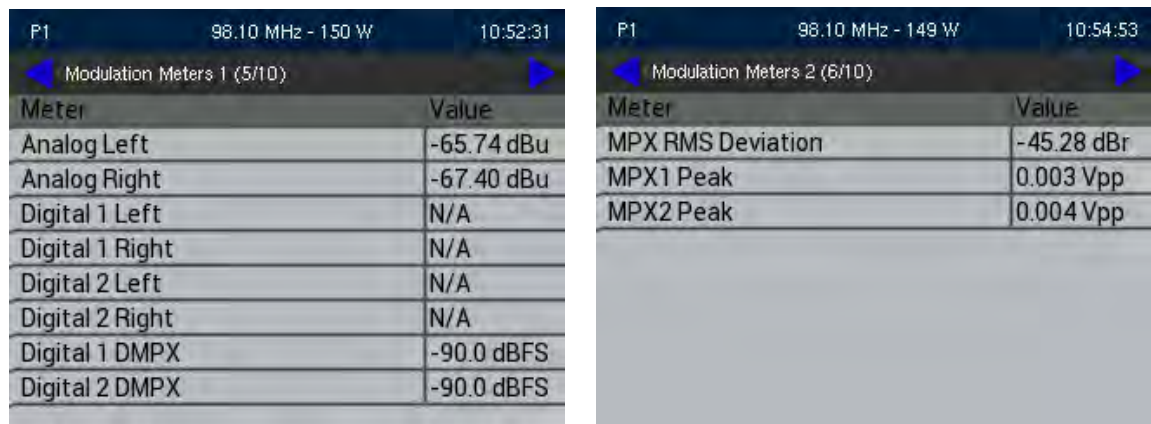 P1 98.10 MHz - 150 W 10:52:31
Modulation Meters 1 (5/10)
Meter Value
Analog Left -65.74 dBu
Analog Right -67.40 dBu
Digital 1 Left N/A
Digital 1 Right N/A
Digital 2 Left N/A
Digital 2 Right N/A
Digital 1 DMPX -90.0 dBFS
Digital 2 DMPX -90.0 dBFS
P1 98.10 MHz - 149 W 10:54:53
Modulation Meters 2 (6/10)
Meter Value
MPX RMS Deviation -45.28 dBr
MPX1 Peak 0.003 Vpp
MPX2 Peak 0.004 Vpp